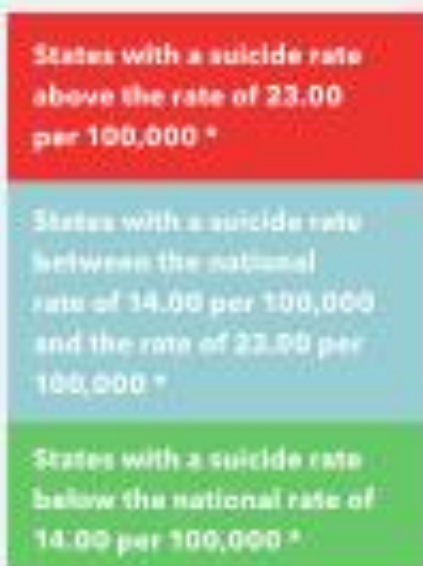 States with a suicide rate
above the rate of 23.00
per 100,000 *
States with a suicide rate
between the national
rate of 14.00 per 100,000
and the rate of 23.00 per
100,000 *
States with a suicide rate
below the national rate of
14.00 per 100,000 *